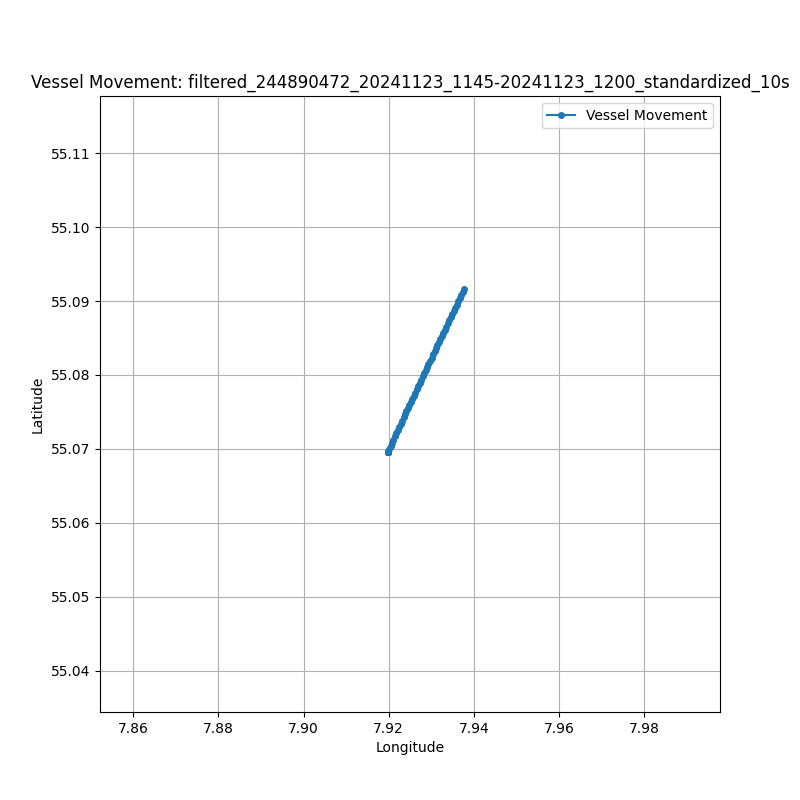 Vessel Movement: filtered_244890472_20241123_1145-20241123_1200_standardized_10s
Vessel Movement
55.11
55.10
55.09
55.08
55.07
55.06
55.05
55.04
Latitude
7.86 7.88 7.90 7.92 7.94 7.96 7.98
Longitude